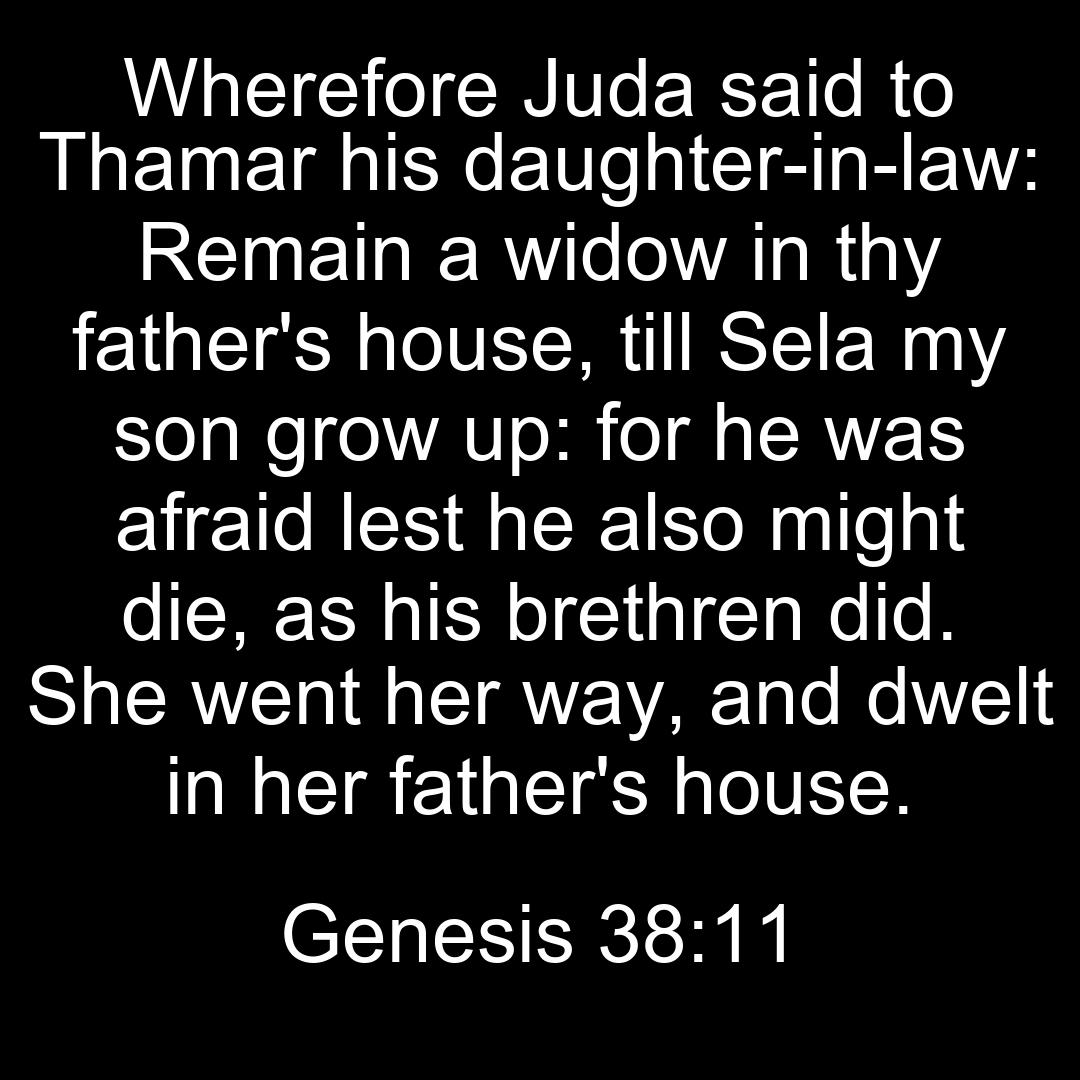 Wherefore Juda said to
Thamar his daughter-in-law:
Remain a widow in thy
father's house, till Sela my
son grow up: for he was
afraid lest he also might
die, as his brethren did.
She went her way, and dwelt
in her father's house.
Genesis 38:11